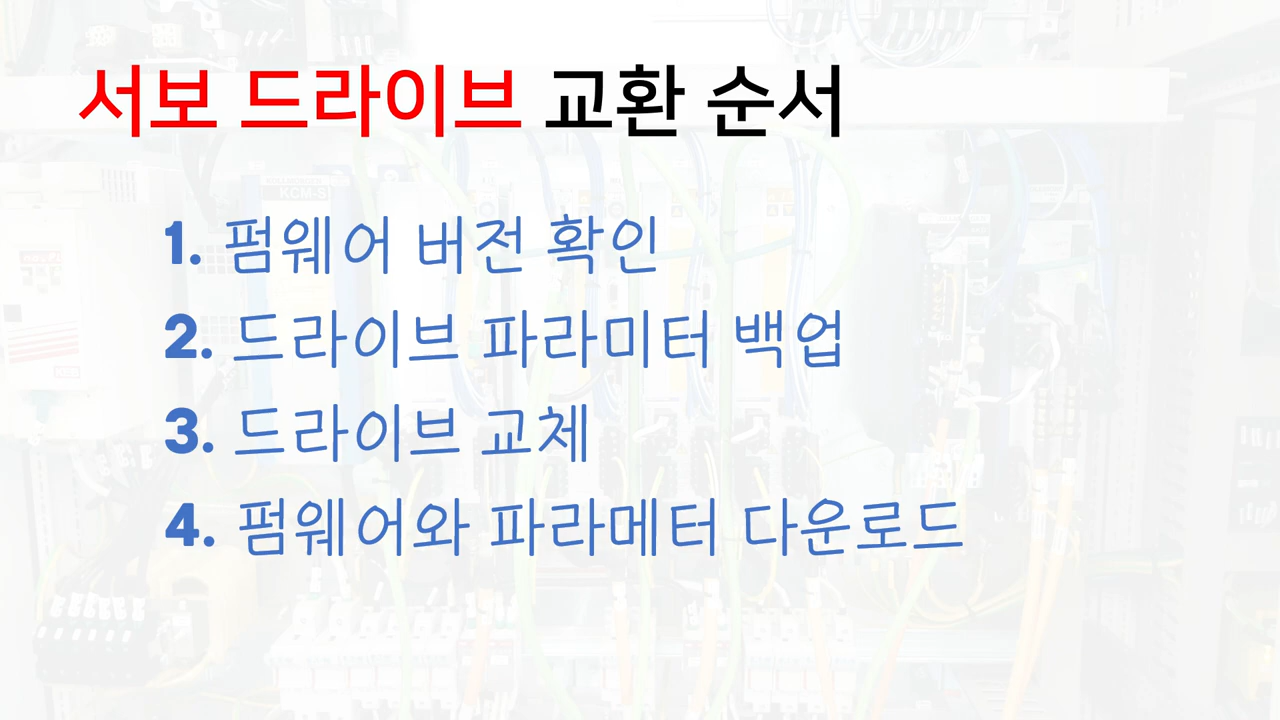 서보 드라이브 교환 순서
1. 펌웨어 버전 확인
2. 드라이브 파라미터 백업
3. 드라이브 교체
4. 펌웨어와 파라메터 다운로드